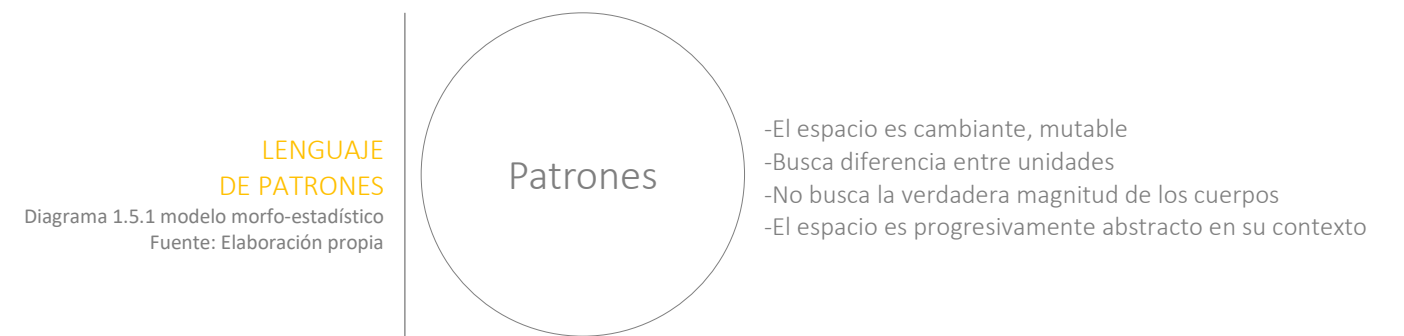 LENGUAJE
DE PATRONES
Diagrama 1.5.1 modelo morfo-estadístico
Fuente: Elaboración propia
Patrones
-El espacio es cambiante, mutable
-Busca diferencia entre unidades
-No busca la verdadera magnitud de los cuerpos
-El espacio es progresivamente abstracto en su contexto